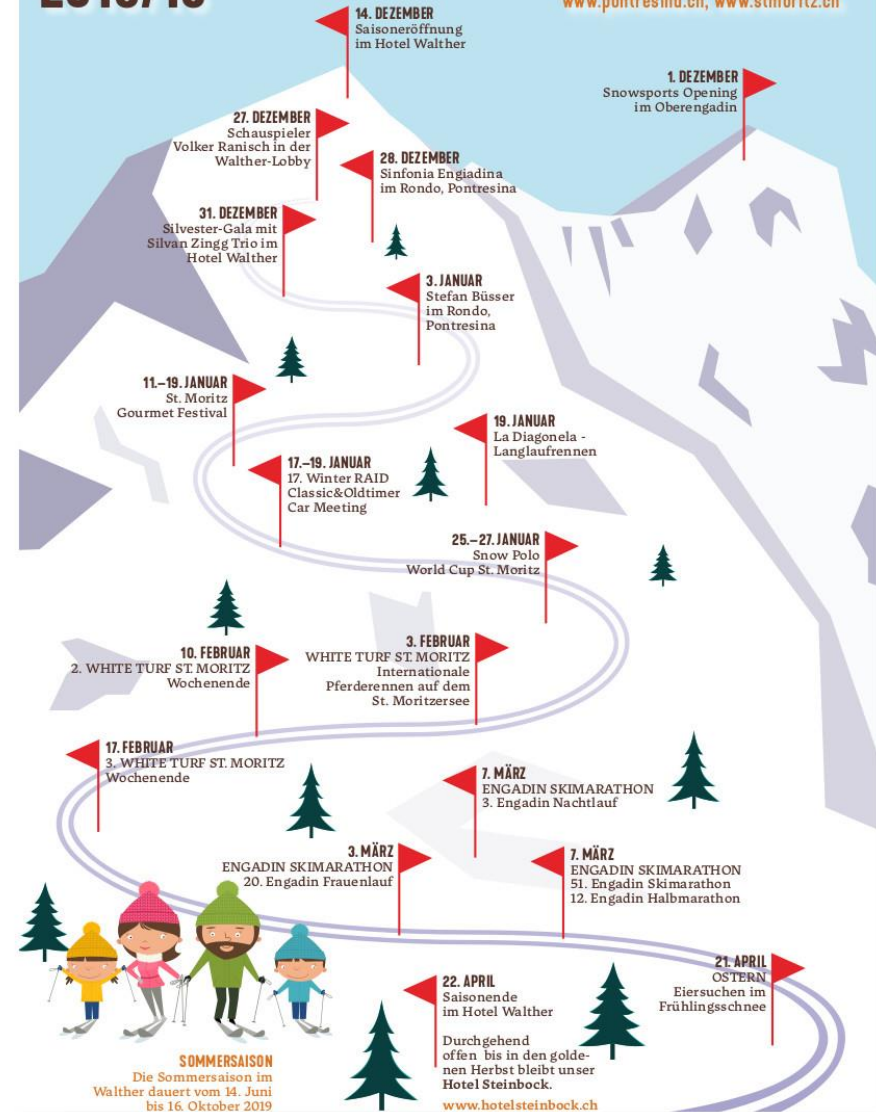 2018/19
www.pontresina.ch, www.stmoritz.ch
14. DEZEMBER
Saisoneröffnung
im Hotel Walther
1. DEZEMBER
Snowsports Opening
im Oberengadin
27. DEZEMBER
Schauspieler
Volker Ranisch in der
Walther-Lobby
28. DEZEMBER
Sinfonia Engiadina
im Rondo, Pontresina
31. DEZEMBER
Silvester-Gala mit
Silvan Zingg Trio im
Hotel Walther
3. JANUAR
Stefan Büsser
im Rondo,
Pontresina
11.–19. JANUAR
St. Moritz
Gourmet Festival
19. JANUAR
La Diagonela -
Langlaufrennen
17.–19. JANUAR
17. Winter RAID
Classic&Oldtimer
Car Meeting
25.–27. JANUAR
Snow Polo
World Cup St. Moritz
10. FEBRUAR
2. WHITE TURF ST. MORITZ
Wochenende
3. FEBRUAR
WHITE TURF ST. MORITZ
Internationale
Pferderennen auf dem
St. Moritzersee
17. FEBRUAR
3. WHITE TURF ST. MORITZ
Wochenende
7. MÄRZ
ENGADIN SKIMARATHON
3. Engadin Nachtlauf
3. MÄRZ
ENGADIN SKIMARATHON
20. Engadin Frauenlauf
7. MÄRZ
ENGADIN SKIMARATHON
51. Engadin Skimarathon
12. Engadin Halbmarathon
21. APRIL
OSTERN
Eiersuchen im
Frühlingsschnee
22. APRIL
Saisonende
im Hotel Walther
Durchgehend
offen bis in den golde-
nen Herbst bleibt unser
Hotel Steinbock.
www.hotelsteinbock.ch
SOMMERSAISON
Die Sommersaison im
Walther dauert vom 14. Juni
bis 16. Oktober 2019